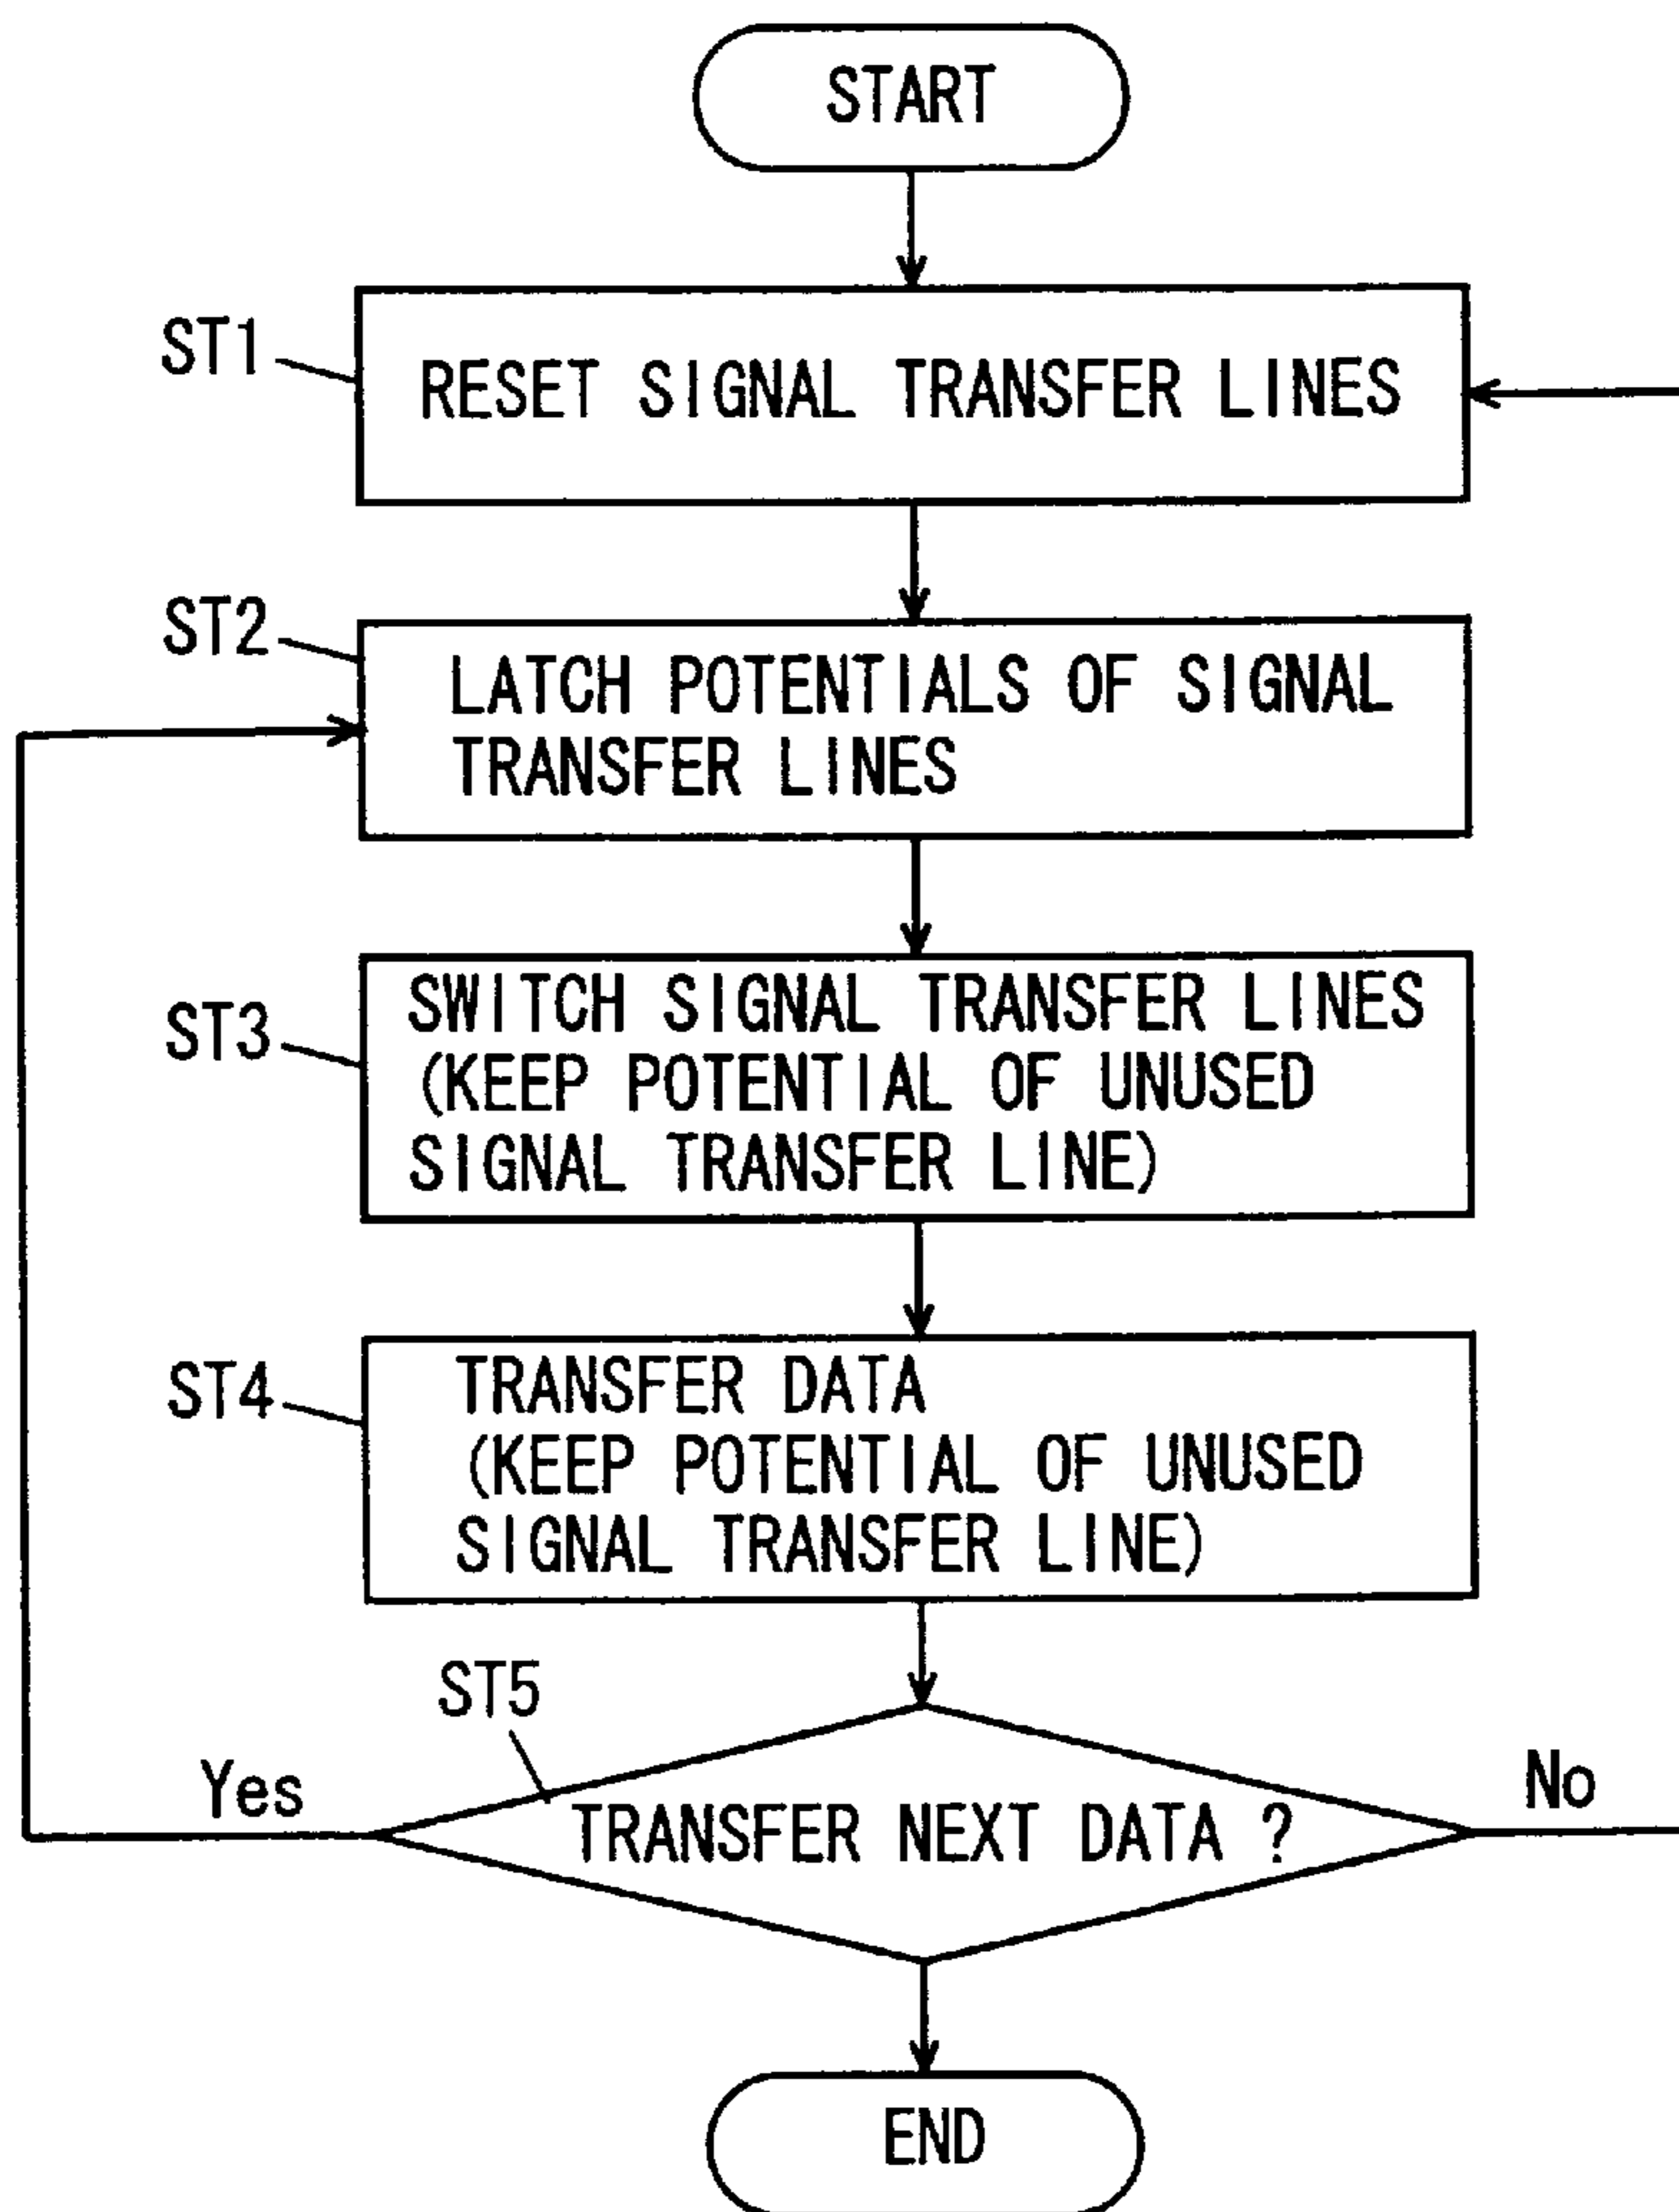 START
ST1
RESET SIGNAL TRANSFER LINES
ST2
LATCH POTENTIALS OF SIGNAL
TRANSFER LINES
ST3
SWITCH SIGNAL TRANSFER LINES
(KEEP POTENTIAL OF UNUSED
SIGNAL TRANSFER LINE)
ST4
TRANSFER DATA
(KEEP POTENTIAL OF UNUSED
SIGNAL TRANSFER LINE)
ST5
Yes
TRANSFER NEXT DATA ?
No
END